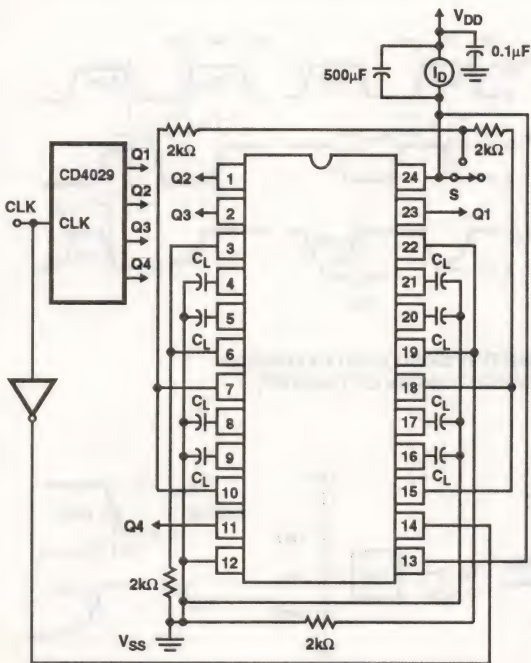 VDD
0.1μF
500μF
ID
2kΩ
2kΩ
CD4029
Q1
Q2
Q3
Q4
CLK
CLK
S
Q2
1
24
Q3
2
23
Q1
3
22
CL
4
21
CL
5
20
CL
6
19
CL
7
18
CL
8
17
CL
9
16
CL
10
15
CL
Q4
11
14
12
13
2kΩ
VSS
2kΩ